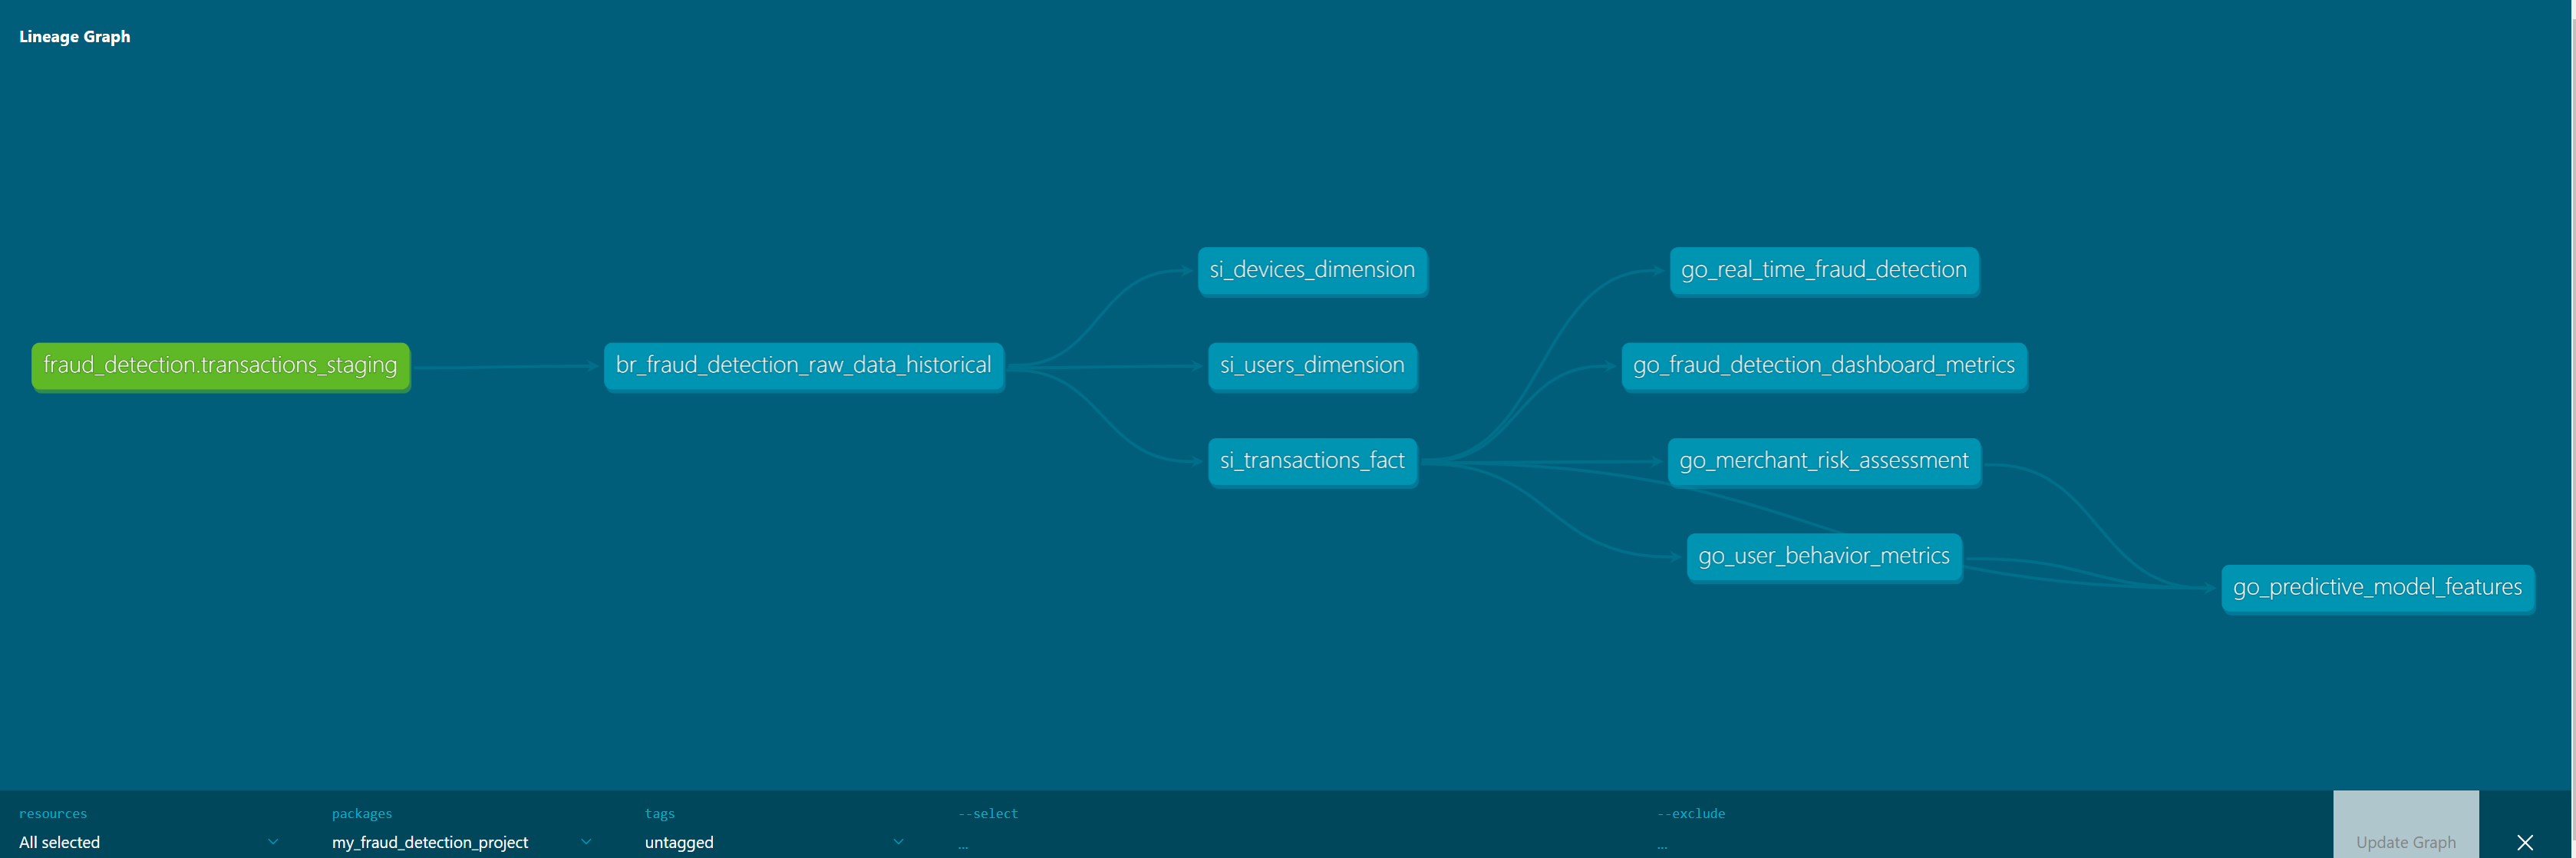 Lineage Graph
si_devices_dimension
go_real_time_fraud_detection
fraud_detection.transactions_staging
br_fraud_detection_raw_data_historical
si_users_dimension
go_fraud_detection_dashboard_metrics
si_transactions_fact
go_merchant_risk_assessment
go_user_behavior_metrics
go_predictive_model_features
resources
packages
tags
--select
--exclude
All selected
my_fraud_detection_project
untagged
...
...
Update Graph